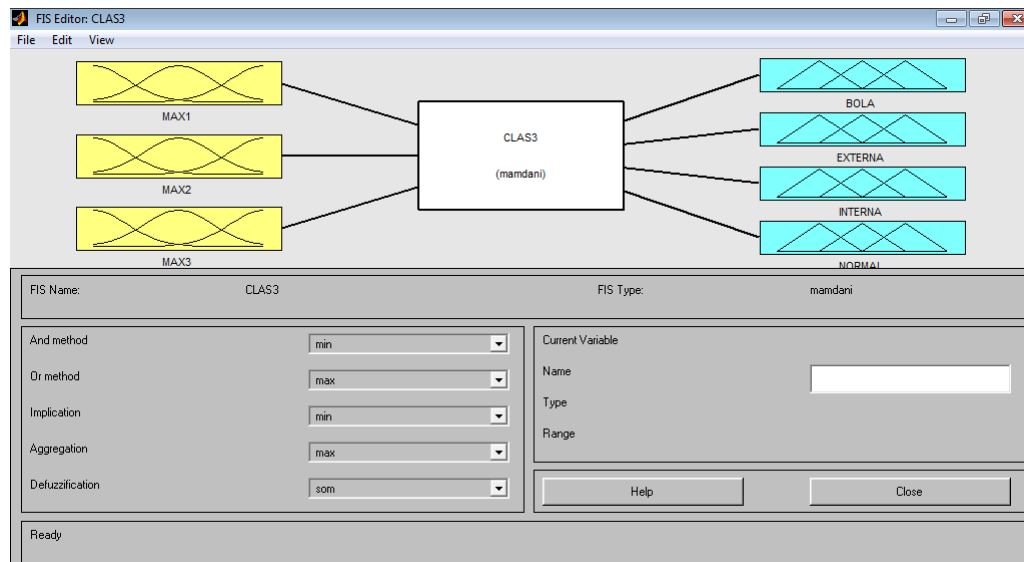 FIS Editor: CLAS3
File Edit View
MAX1
MAX2
MAX3
CLAS3
(mamdani)
BOLA
EXTERNA
INTERNA
NORMAL
FIS Name: CLAS3 FIS Type: mamdani
And method min
Or method max
Implication min
Aggregation max
Defuzzification som
Current Variable
Name
Type
Range
Help Close
Ready